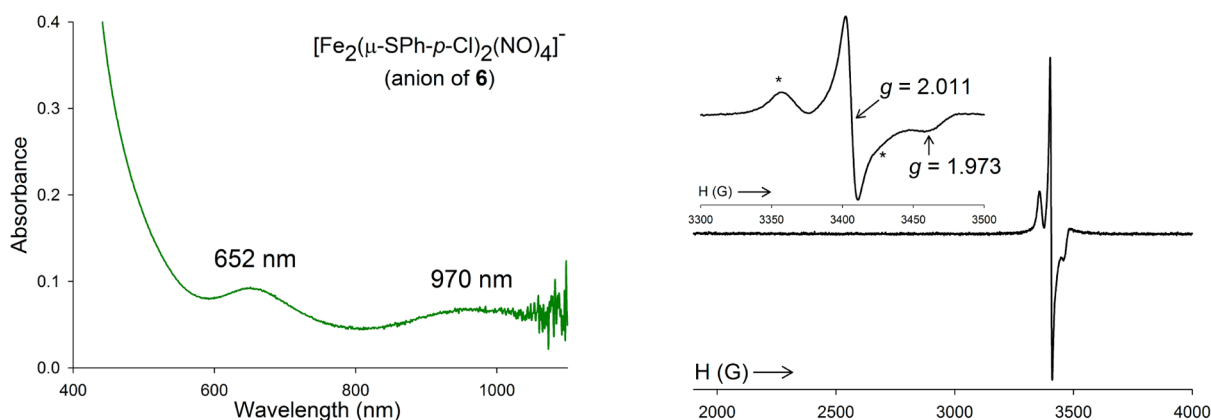 0.4
[Fe2(μ-SPh-p-Cl)2(NO)4]-
(anion of 6)
0.3
Absorbance
0.2
652 nm
970 nm
0.1
0.0
400 600 800 1000
Wavelength (nm)
*
g = 2.011
*
g = 1.973
H (G)
3300 3350 3400 3450 3500
H (G)
2000 2500 3000 3500 4000